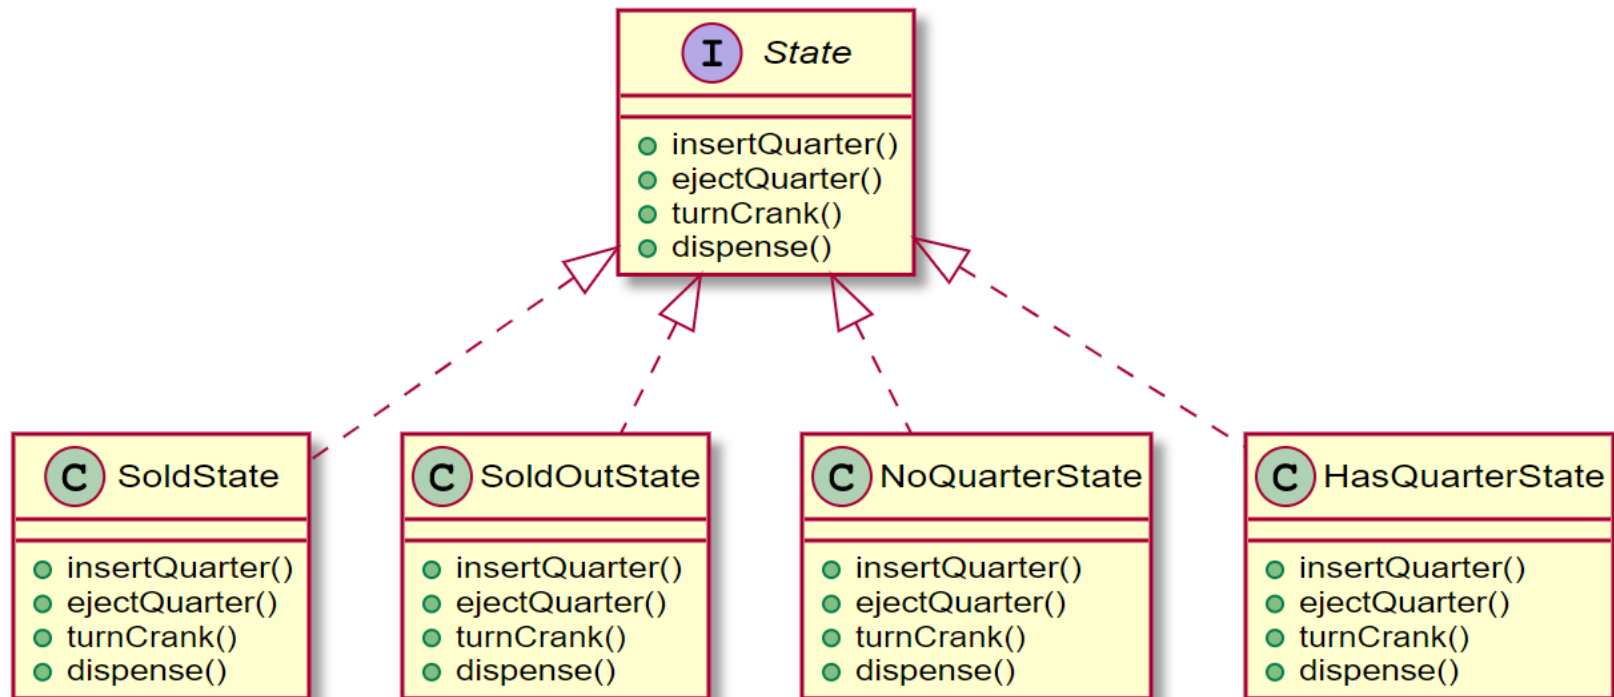 I State
insertQuarter()
ejectQuarter()
turnCrank()
dispense()
C SoldState
insertQuarter()
ejectQuarter()
turnCrank()
dispense()
C SoldOutState
insertQuarter()
ejectQuarter()
turnCrank()
dispense()
C NoQuarterState
insertQuarter()
ejectQuarter()
turnCrank()
dispense()
C HasQuarterState
insertQuarter()
ejectQuarter()
turnCrank()
dispense()